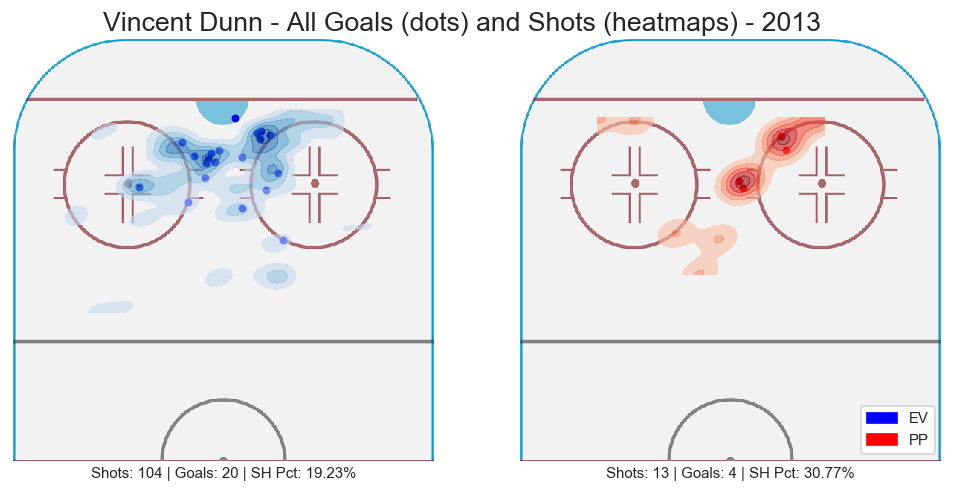 Vincent Dunn - All Goals (dots) and Shots (heatmaps) - 2013
EV
PP
Shots: 104 | Goals: 20 | SH Pct: 19.23%
Shots: 13 | Goals: 4 | SH Pct: 30.77%